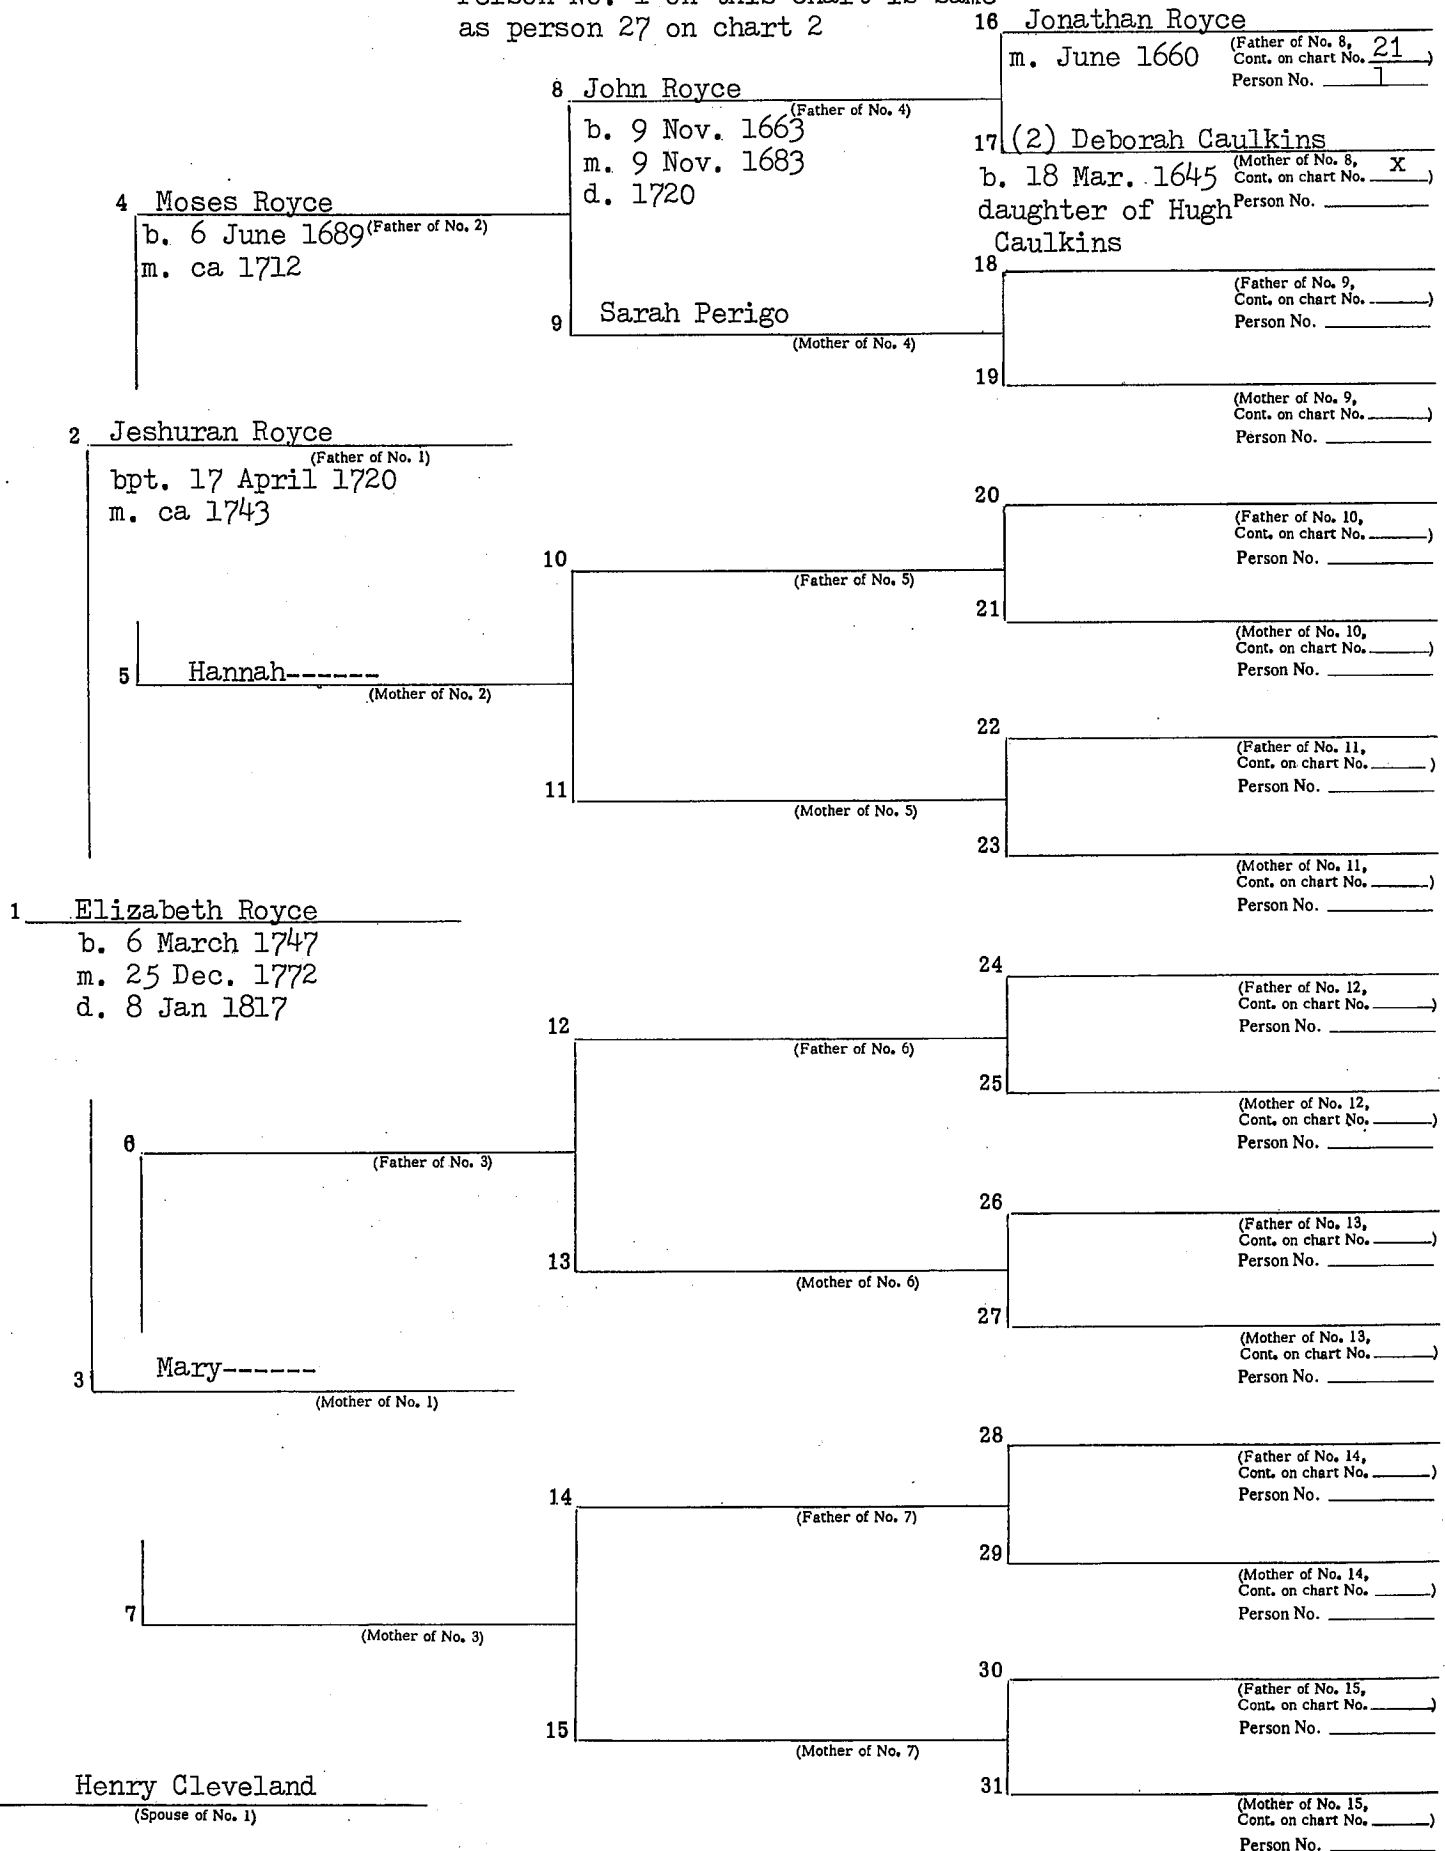 Person No. 1 on this chart is same
as person 27 on chart 2
16 Jonathan Royce
m. June 1660
(Father of No. 8,
Cont. on chart No. 21)
Person No. 1
8 John Royce
(Father of No. 4)
b. 9 Nov. 1663
m. 9 Nov. 1683
d. 1720
17 (2) Deborah Caulkins
b. 18 Mar. 1645
(Mother of No. 8,
Cont. on chart No. x)
Person No.
daughter of Hugh
Caulkins
4 Moses Royce
b. 6 June 1689 (Father of No. 2)
m. ca 1712
18
(Father of No. 9,
Cont. on chart No. )
Person No.
9 Sarah Perigo
(Mother of No. 4)
19
(Mother of No. 9,
Cont. on chart No. )
Person No.
2 Jeshuran Royce
(Father of No. 1)
bpt. 17 April 1720
m. ca 1743
20
(Father of No. 10,
Cont. on chart No. )
Person No.
10
(Father of No. 5)
21
(Mother of No. 10,
Cont. on chart No. )
Person No.
5 Hannah------
(Mother of No. 2)
22
(Father of No. 11,
Cont. on chart No. )
Person No.
11
(Mother of No. 5)
23
(Mother of No. 11,
Cont. on chart No. )
Person No.
1 Elizabeth Royce
b. 6 March 1747
m. 25 Dec. 1772
d. 8 Jan 1817
24
(Father of No. 12,
Cont. on chart No. )
Person No.
12
(Father of No. 6)
25
(Mother of No. 12,
Cont. on chart No. )
Person No.
6
(Father of No. 3)
26
(Father of No. 13,
Cont. on chart No. )
Person No.
13
(Mother of No. 6)
27
(Mother of No. 13,
Cont. on chart No. )
Person No.
3 Mary------
(Mother of No. 1)
28
(Father of No. 14,
Cont. on chart No. )
Person No.
14
(Father of No. 7)
29
(Mother of No. 14,
Cont. on chart No. )
Person No.
7
(Mother of No. 3)
30
(Father of No. 15,
Cont. on chart No. )
Person No.
15
(Mother of No. 7)
31
(Mother of No. 15,
Cont. on chart No. )
Person No.
Henry Cleveland
(Spouse of No. 1)